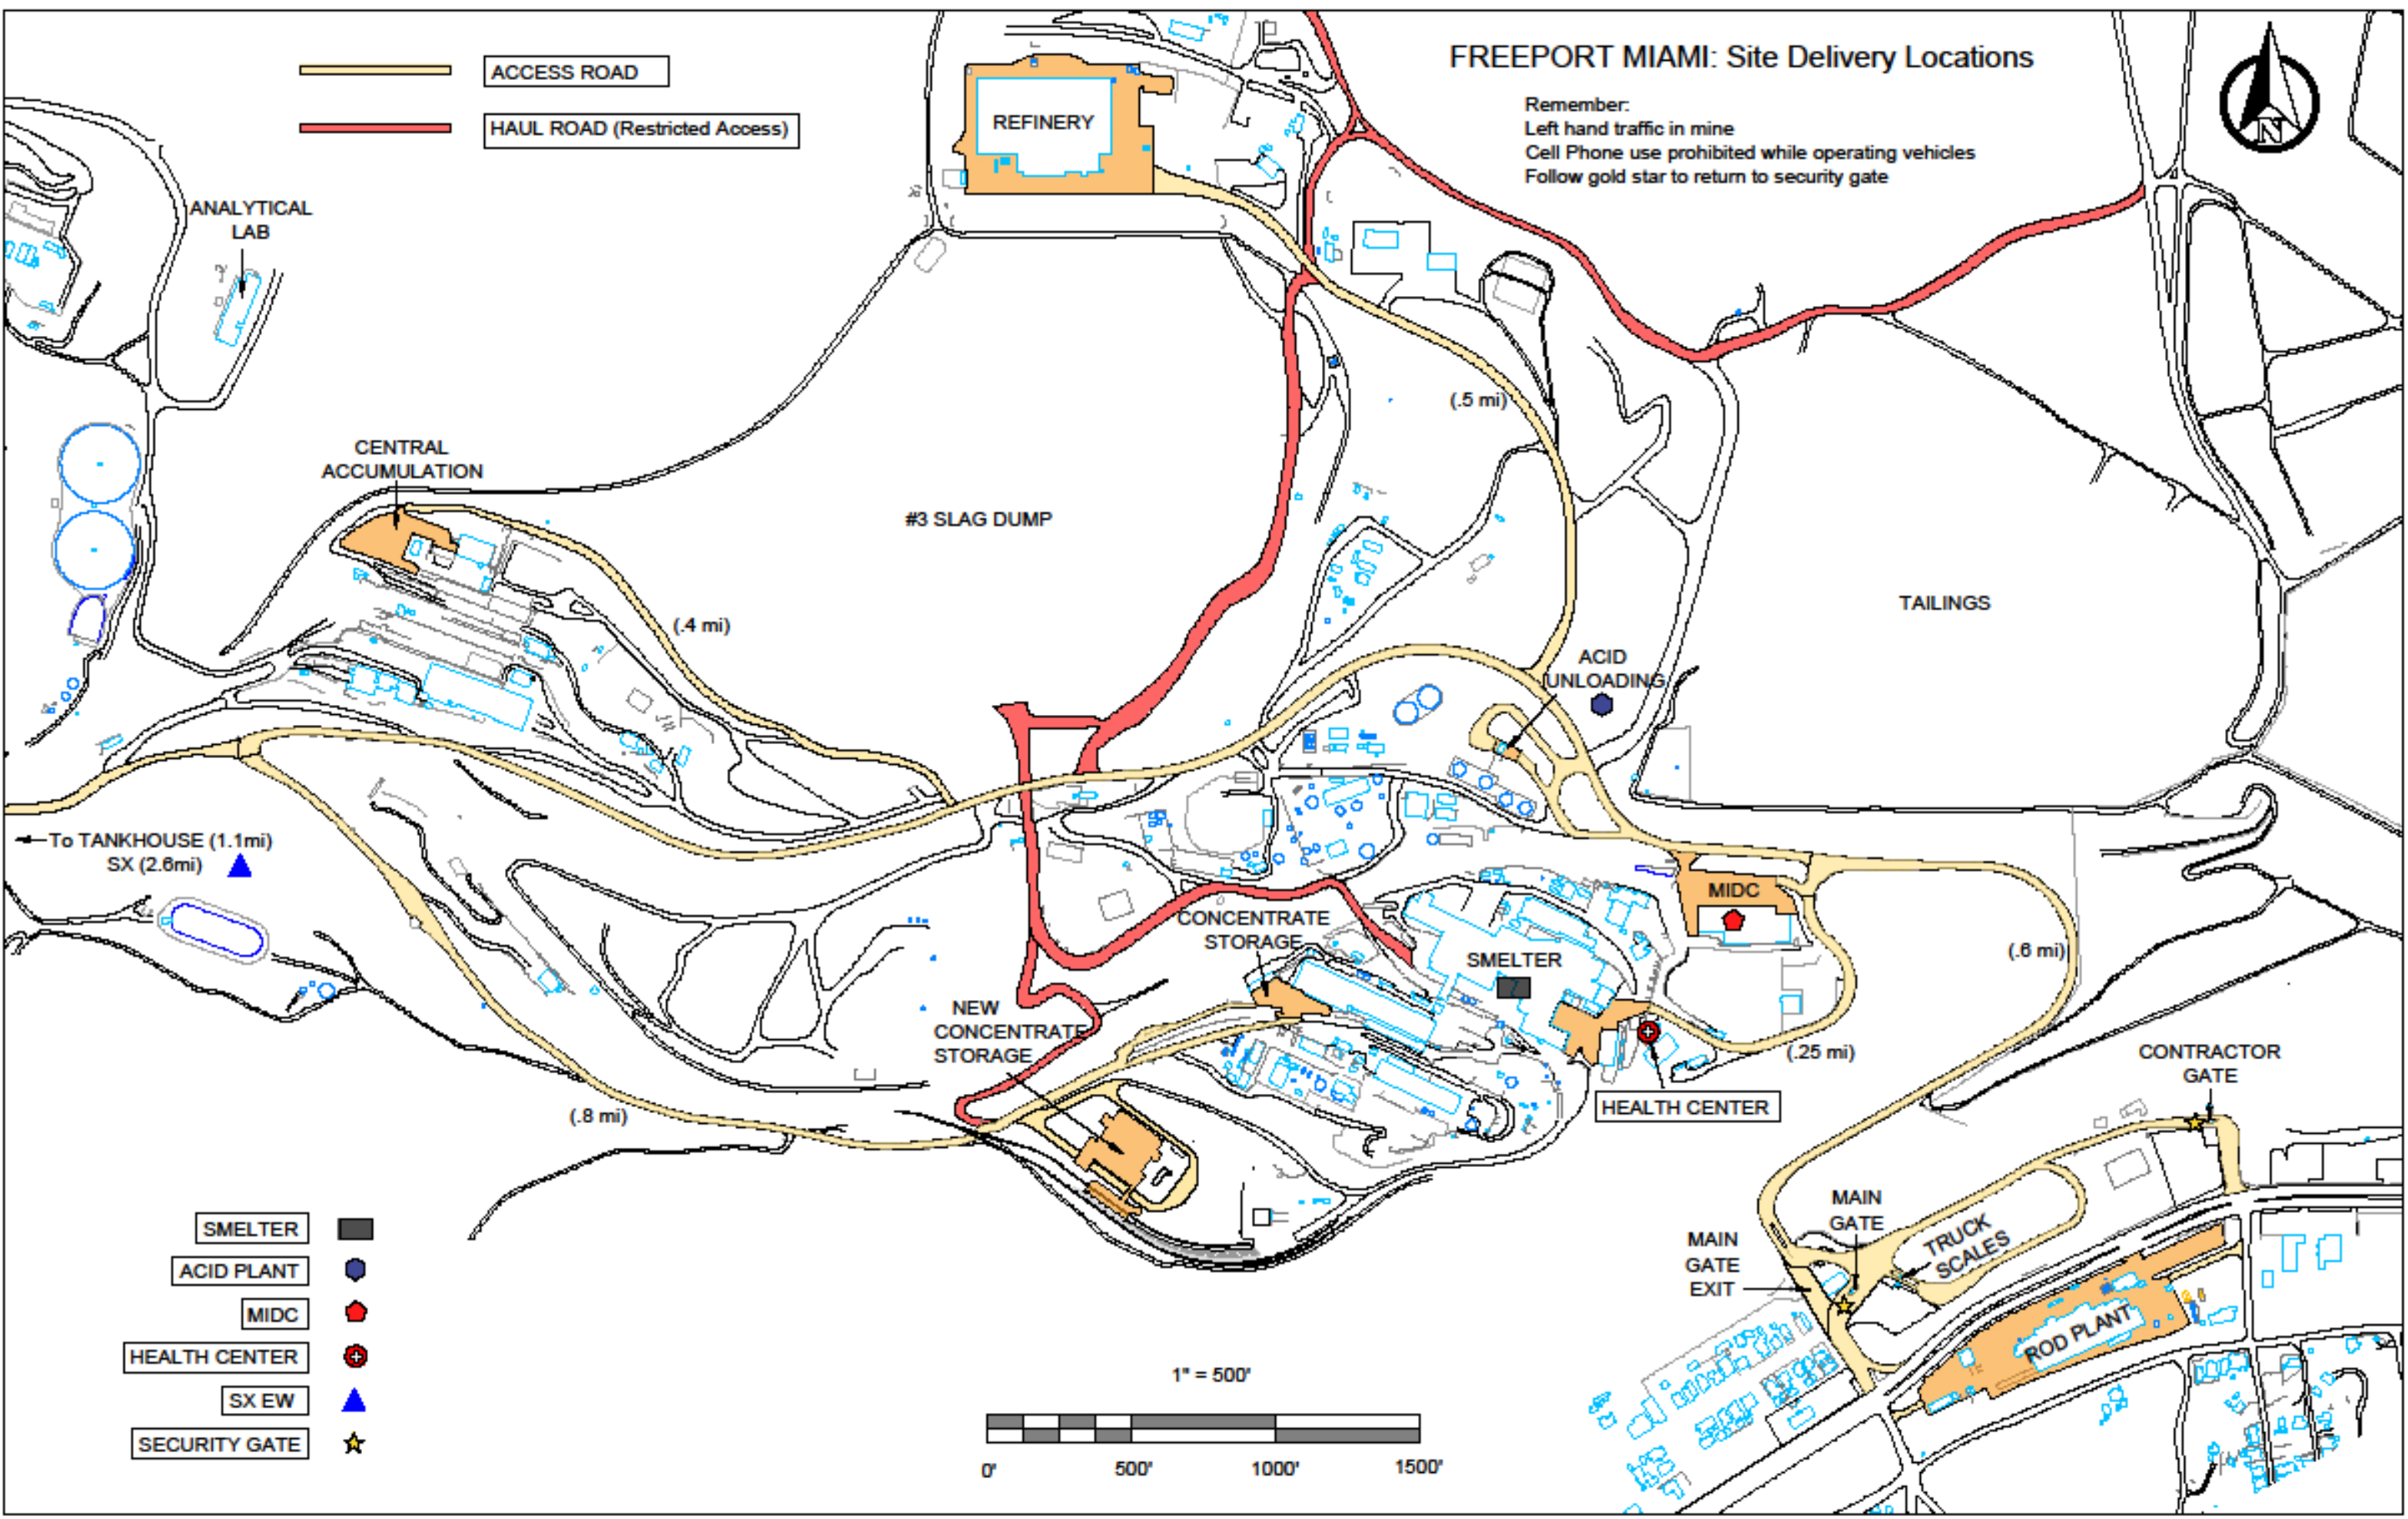 FREEPORT MIAMI: Site Delivery Locations
Remember:
Left hand traffic in mine
Cell Phone use prohibited while operating vehicles
Follow gold star to return to security gate
N
ACCESS ROAD
HAUL ROAD (Restricted Access)
REFINERY
ANALYTICAL
LAB
CENTRAL
ACCUMULATION
(.5 mi)
#3 SLAG DUMP
TAILINGS
(.4 mi)
ACID
UNLOADING
To TANKHOUSE (1.1mi)
SX (2.6mi)
MIDC
CONCENTRATE
STORAGE
SMELTER
(.6 mi)
NEW
CONCENTRATE
STORAGE
(.25 mi)
CONTRACTOR
GATE
(.8 mi)
HEALTH CENTER
MAIN
GATE
TRUCK
SCALES
MAIN
GATE
EXIT
ROD PLANT
SMELTER
ACID PLANT
MIDC
HEALTH CENTER
SX EW
SECURITY GATE
1" = 500'
0'
500'
1000'
1500'